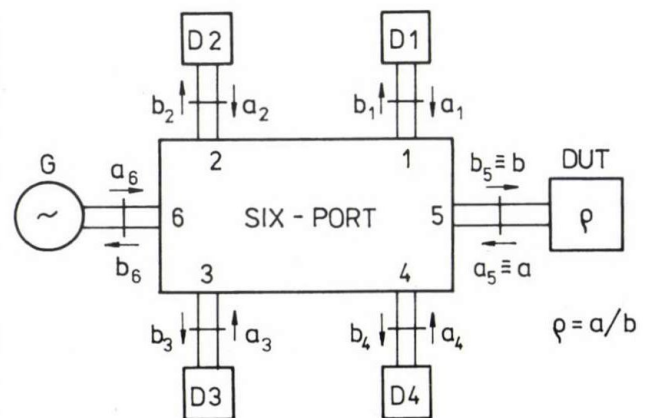 D2 D1
b₂ a₂ b₁ a₁
G 2 1 b₅ ≡ b DUT
a₆
~ 6 SIX - PORT 5 ρ
b₆ a₅ ≡ a
3 4
b₃ a₃ b₄ a₄ ρ = a/b
D3 D4